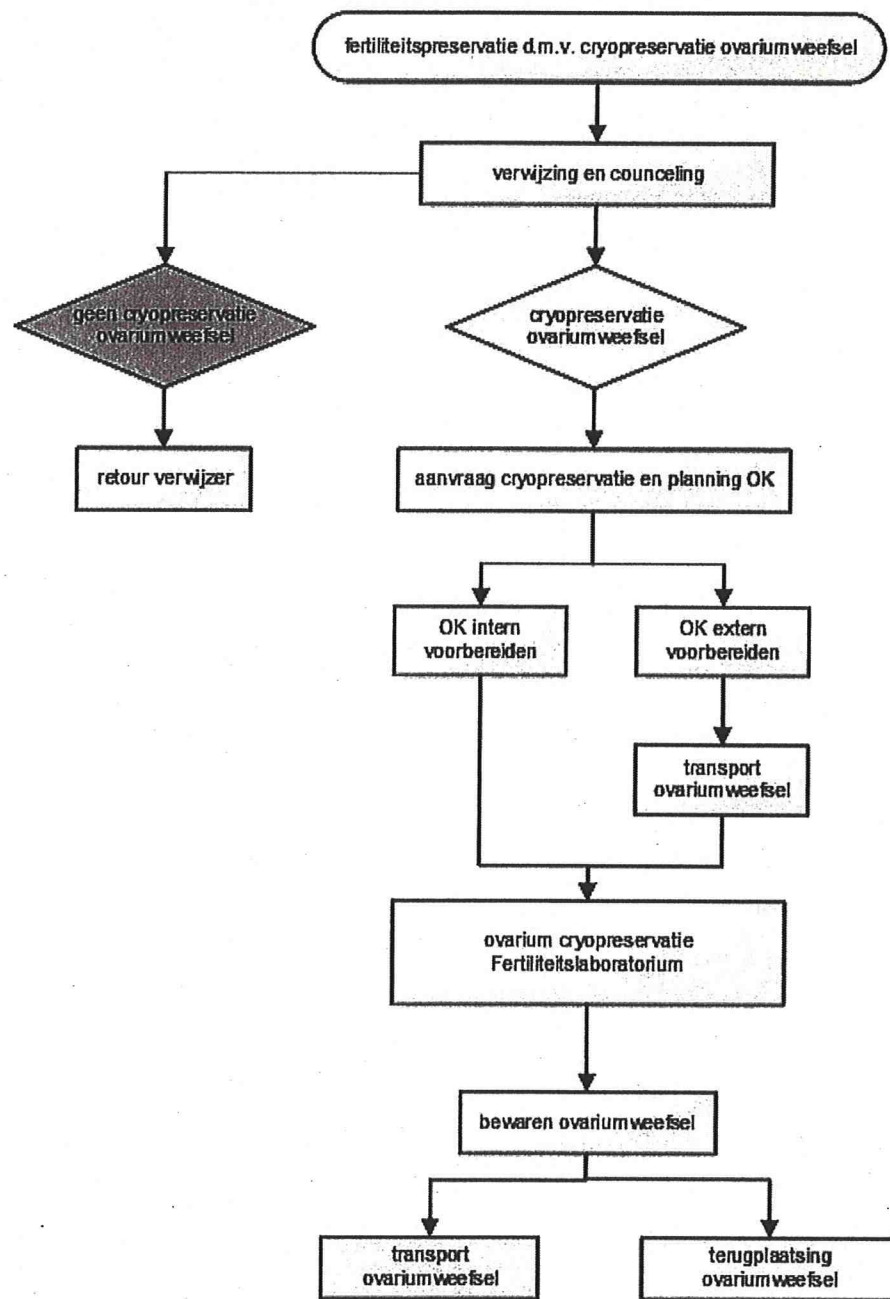 fertiliteitspreservatie d.m.v. cryopreservatie ovariumweefsel
verwijzing en counceling
geen cryopreservatie
ovariumweefsel
cryopreservatie
ovariumweefsel
retour verwijzer
aanvraag cryopreservatie en planning OK
OK intern
voorbereiden
OK extern
voorbereiden
transport
ovariumweefsel
ovarium cryopreservatie
Fertiliteitslaboratorium
bewaren ovariumweefsel
transport
ovariumweefsel
terugplaatsing
ovariumweefsel